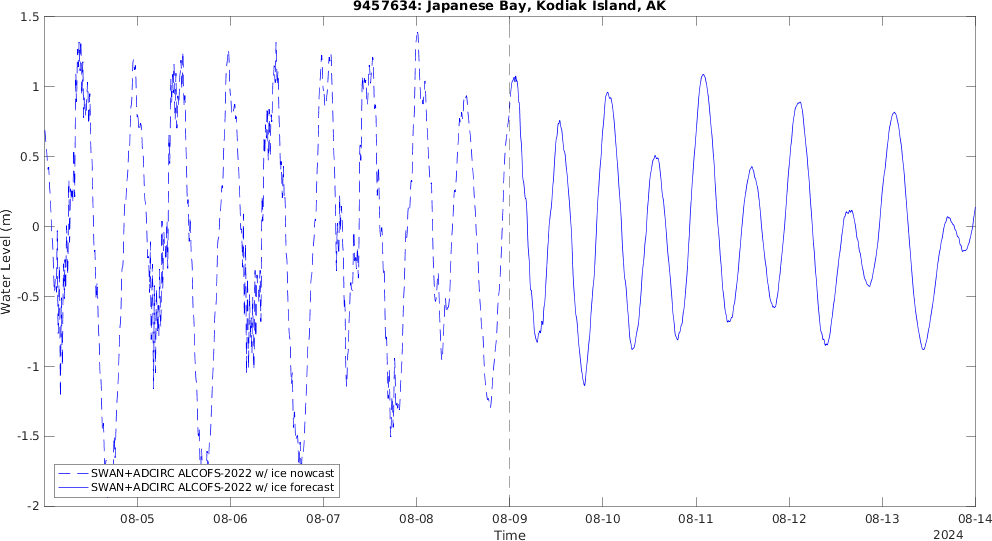 9457634: Japanese Bay, Kodiak Island, AK
1.5
1
0.5
0
-0.5
-1
-1.5
-2
Water Level (m)
SWAN+ADCIRC ALCOFS-2022 w/ ice nowcast
SWAN+ADCIRC ALCOFS-2022 w/ ice forecast
08-05 08-06 08-07 08-08 08-09 08-10 08-11 08-12 08-13 08-14
Time
2024